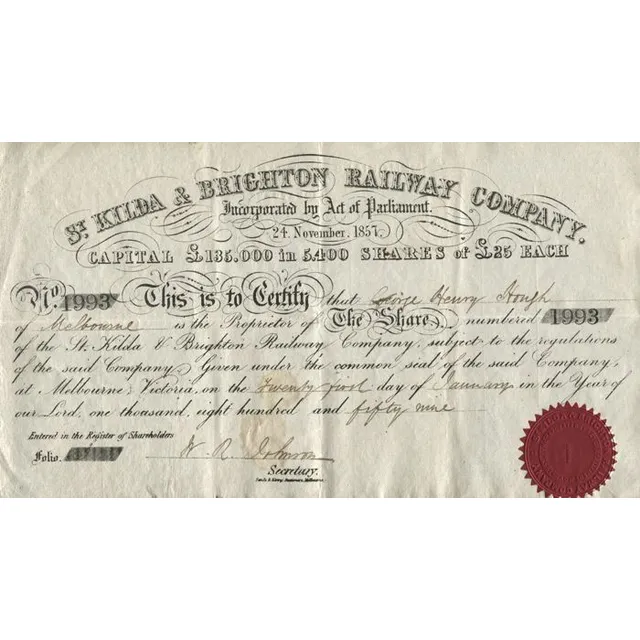 St. KILDA & BRIGHTON RAILWAY COMPANY.
Incorporated by Act of Parliament.
24. November. 1857.
CAPITAL £135.000 in 5,400 SHARES of £25 EACH
No. 1993 This is to Certify that George Henry Hough
of Melbourne is the Proprietor of The Share, numbered 1993
of the St. Kilda & Brighton Railway Company, subject to the regulations
of the said Company, Given under the common seal of the said Company,
at Melbourne, Victoria, on the Twenty first day of January in the Year of
our Lord, one thousand, eight hundred and fifty nine
Entered in the Register of Shareholders
Folio.
W. R. Johnson
Secretary.